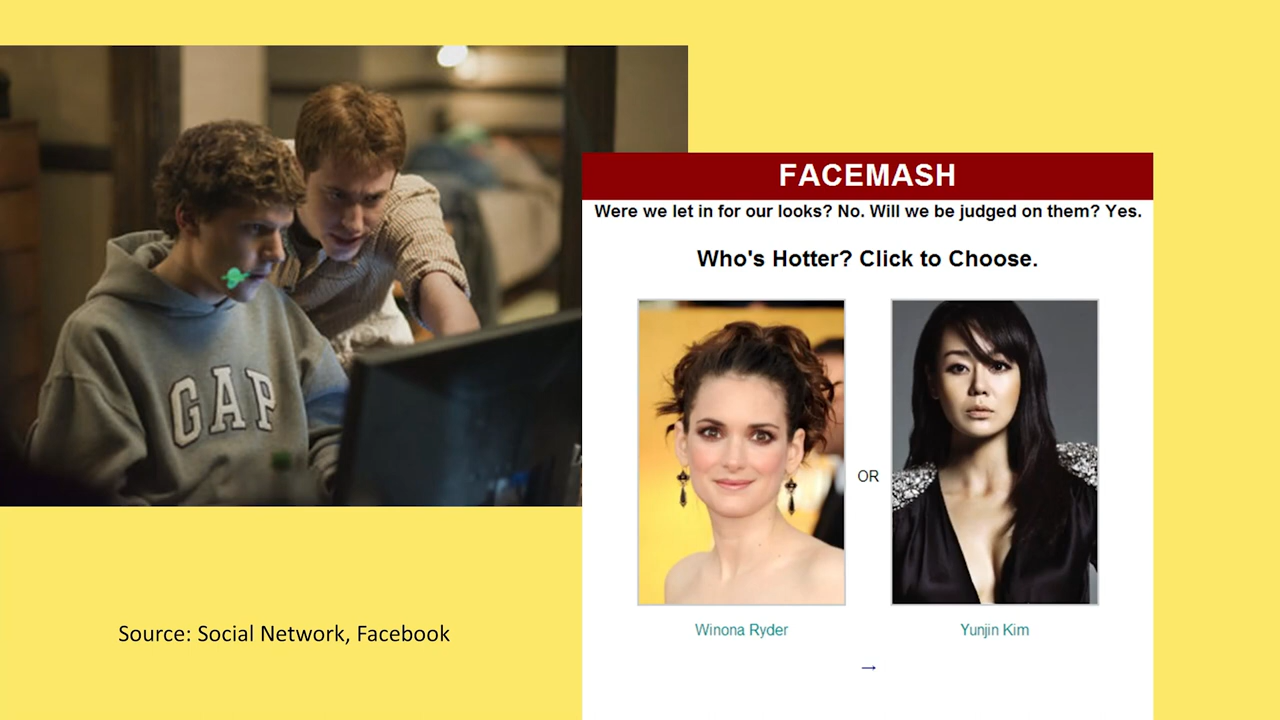 GAP
FACEMASH
Were we let in for our looks? No. Will we be judged on them? Yes.
Who's Hotter? Click to Choose.
OR
Winona Ryder
Yunjin Kim
→
Source: Social Network, Facebook